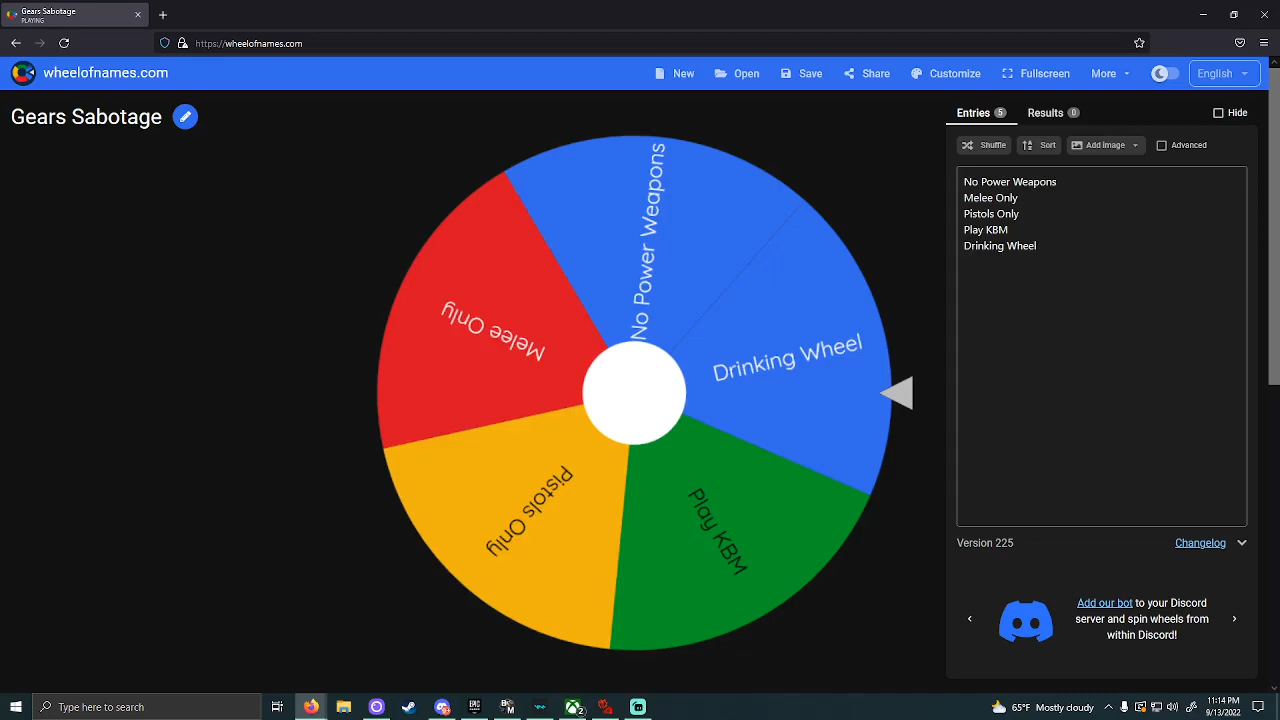 Gears Sabotage
PLAYING
https://wheelofnames.com
wheelofnames.com
New
Open
Save
Share
Customize
Fullscreen
More
English
Gears Sabotage
Entries 5
Results 0
Hide
Shuffle
Sort
Add Image
Advanced
No Power Weapons
Melee Only
Pistols Only
Play KBM
Drinking Wheel
No Power Weapons
Drinking Wheel
Melee Only
Pistols Only
Play KBM
Version 225
Changelog
Add our bot to your Discord
server and spin wheels from
within Discord!
Type here to search
65°F Mostly cloudy
11:14 PM
9/13/2022